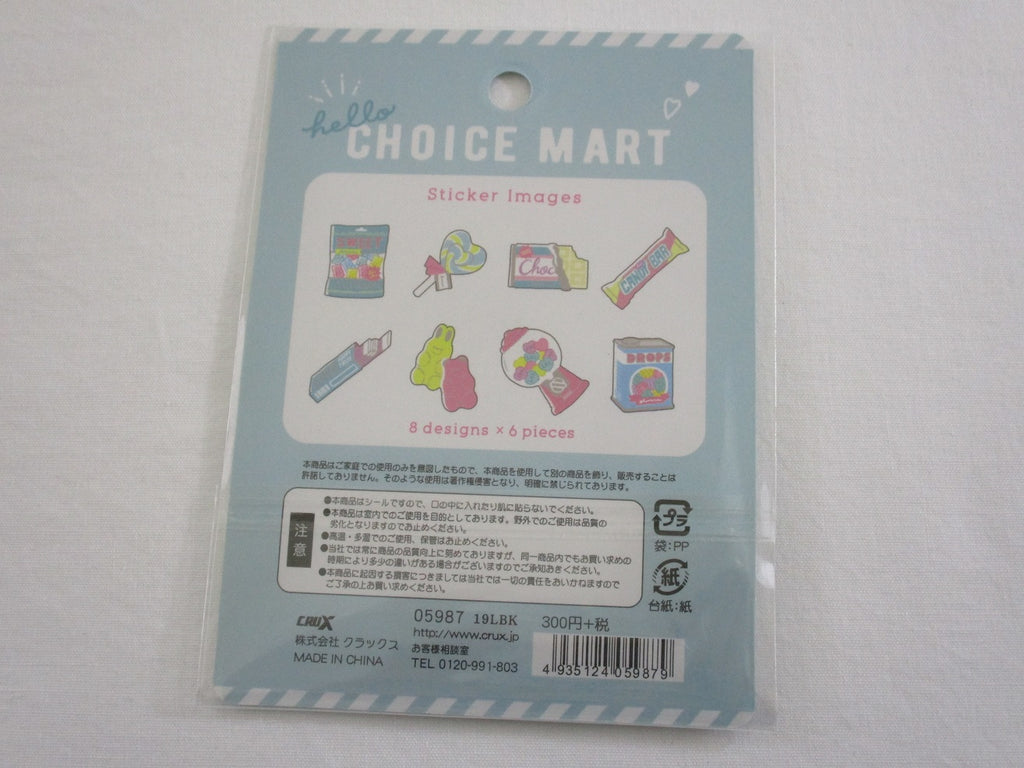 hello
CHOICE MART
Sticker Images
SWEET
Choc
CANDY BAR
DROPS
8 designs × 6 pieces
本商品はご家庭での使用のみを意図したもので、本商品を使用して別の商品を飾り、販売することは
許諾しておりません。そのような使用は著作権侵害となり、明確に禁じられております。
注意
●本商品はシールですので、口の中に入れたり肌に貼らないでください。
●本商品は室内でのご使用を目的としております。野外でのご使用は品質の
劣化となりますのでお止めください。
●高温・多湿でのご使用、保管はお止めください。
●当社では常に商品の品質向上に努めておりますが、同一商品内でもお買い求めの
時期により多少の違いがある場合がございますのでご承知おきください。
●本商品に起因する損害につきましては当社では一切の責任をおいかねますので
ご了承の上お買い求めください。
プラ
袋:PP
紙
台紙:紙
CRUX
株式会社 クラックス
MADE IN CHINA
05987 19LBK
http://www.crux.jp
お客様相談室
TEL 0120-991-803
300円+税
4 935124 059879